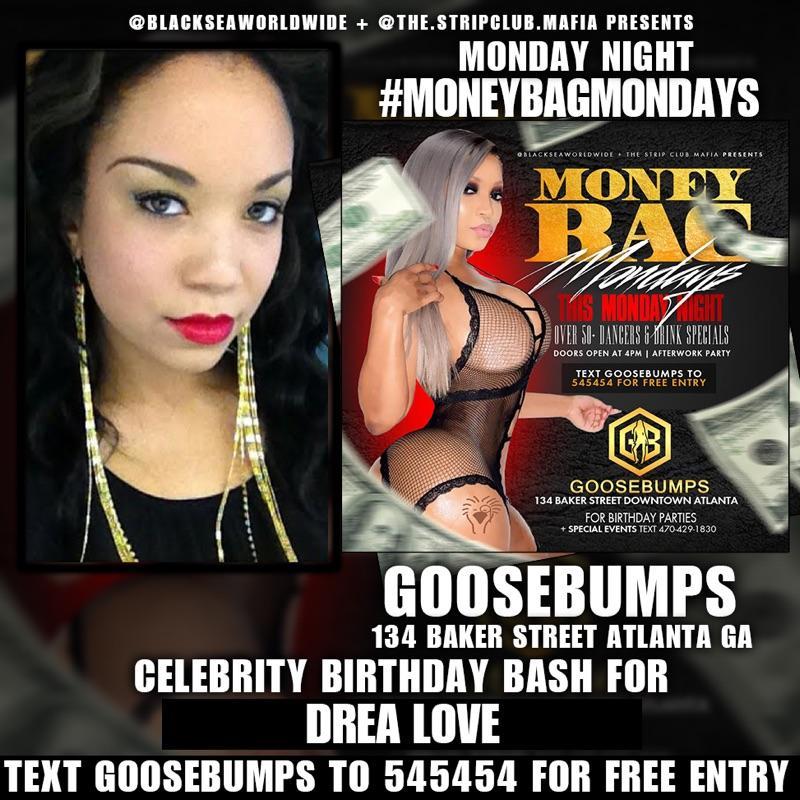 @BLACKSEAWORLDWIDE + @THE.STRIPCLUB.MAFIA PRESENTS
MONDAY NIGHT
#MONEYBAGMONDAYS
@BLACKSEAWORLDWIDE + THE STRIP CLUB MAFIA PRESENTS
MONEY
BAG
Mondays
THIS MONDAY NIGHT
OVER 50+ DANCERS & DRINK SPECIALS
DOORS OPEN AT 4PM | AFTERWORK PARTY
TEXT GOOSEBUMPS TO
545454 FOR FREE ENTRY
GB
GOOSEBUMPS
134 BAKER STREET DOWNTOWN ATLANTA
FOR BIRTHDAY PARTIES
+ SPECIAL EVENTS TEXT 470-429-1830
GOOSEBUMPS
134 BAKER STREET ATLANTA GA
CELEBRITY BIRTHDAY BASH FOR
DREA LOVE
TEXT GOOSEBUMPS TO 545454 FOR FREE ENTRY